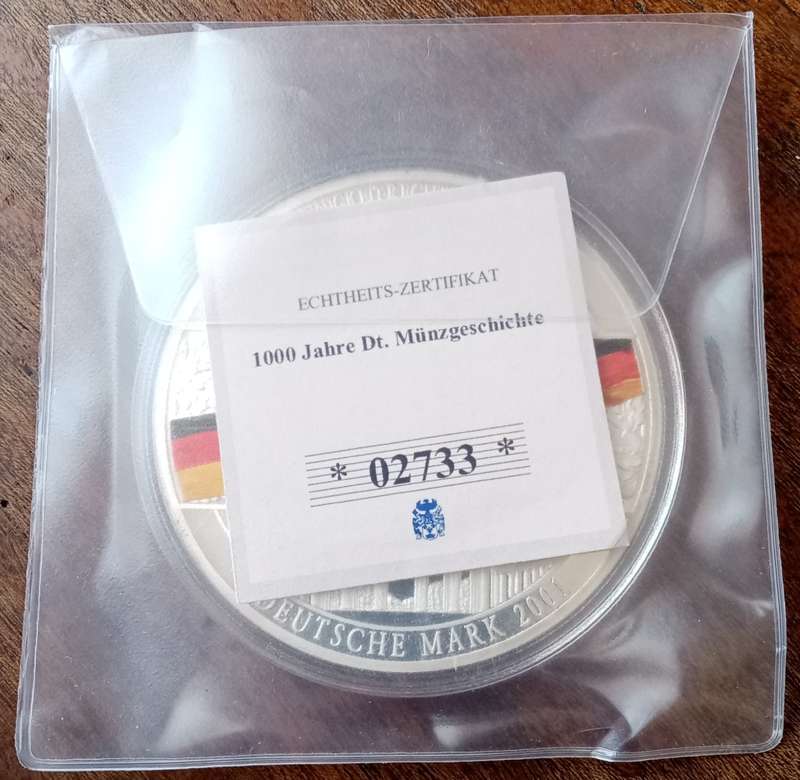 ECHTHEITS-ZERTIFIKAT
1000 Jahre Dt. Münzgeschichte
* 02733 *
DEUTSCHE MARK 2001